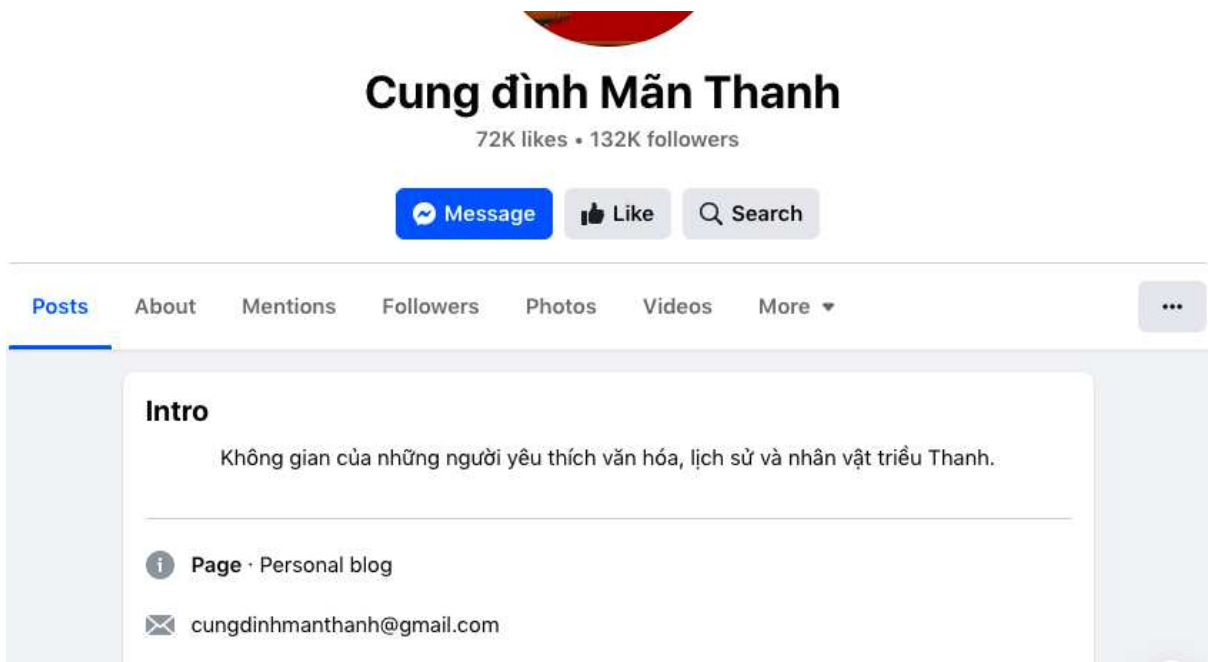 Cung đình Mãn Thanh
72K likes • 132K followers
Message Like Search
Posts About Mentions Followers Photos Videos More
Intro
Không gian của những người yêu thích văn hóa, lịch sử và nhân vật triều Thanh.
Page · Personal blog
cungdinhmanthanh@gmail.com